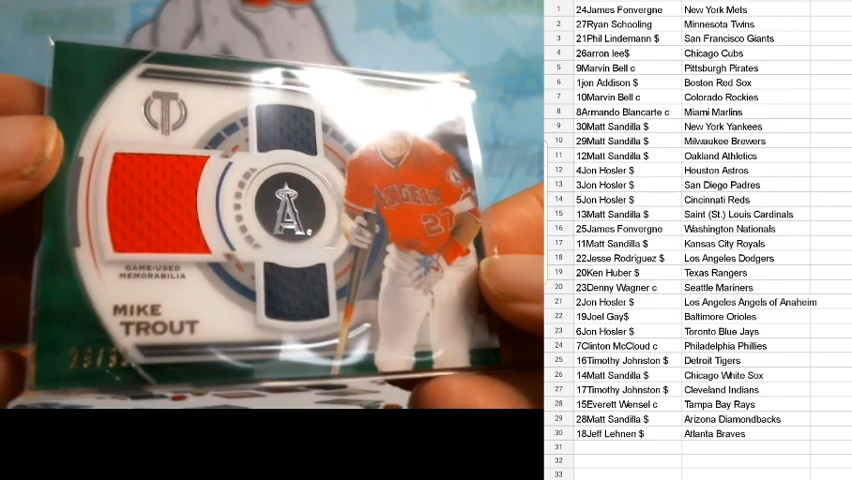 GAME-USED
MEMORABILIA
MIKE
TROUT
ANGELS
27
A
1 24James Fonvergne New York Mets
2 27Ryan Schooling Minnesota Twins
3 21Phil Lindemann $ San Francisco Giants
4 26arron lee$ Chicago Cubs
5 9Marvin Bell c Pittsburgh Pirates
6 1jon Addison $ Boston Red Sox
7 10Marvin Bell c Colorado Rockies
8 8Armando Blancarte c Miami Marlins
9 30Matt Sandilla $ New York Yankees
10 29Matt Sandilla $ Milwaukee Brewers
11 12Matt Sandilla $ Oakland Athletics
12 4Jon Hosler $ Houston Astros
13 3Jon Hosler $ San Diego Padres
14 5Jon Hosler $ Cincinnati Reds
15 13Matt Sandilla $ Saint (St.) Louis Cardinals
16 25James Fonvergne Washington Nationals
17 11Matt Sandilla $ Kansas City Royals
18 22Jesse Rodriguez $ Los Angeles Dodgers
19 20Ken Huber $ Texas Rangers
20 23Denny Wagner c Seattle Mariners
21 2Jon Hosler $ Los Angeles Angels of Anaheim
22 19Joel Gay$ Baltimore Orioles
23 6Jon Hosler $ Toronto Blue Jays
24 7Clinton McCloud c Philadelphia Phillies
25 16Timothy Johnston $ Detroit Tigers
26 14Matt Sandilla $ Chicago White Sox
27 17Timothy Johnston $ Cleveland Indians
28 15Everett Wensel c Tampa Bay Rays
29 28Matt Sandilla $ Arizona Diamondbacks
30 18Jeff Lehnen $ Atlanta Braves
31
32
33